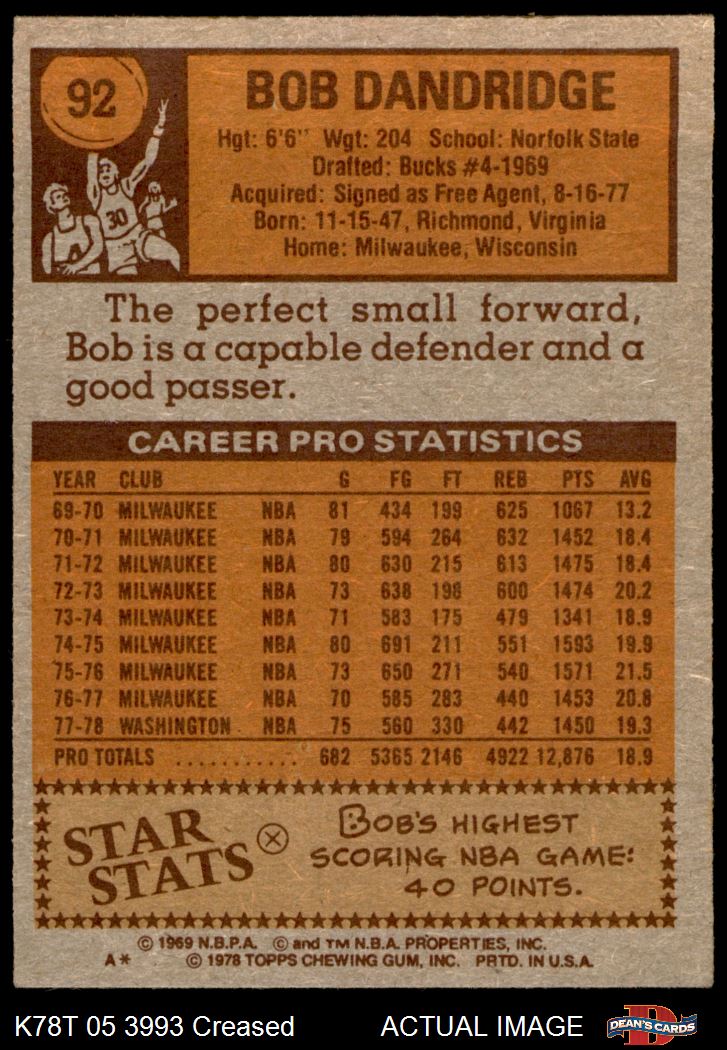 92
BOB DANDRIDGE
Hgt: 6'6" Wgt: 204 School: Norfolk State
Drafted: Bucks #4-1969
Acquired: Signed as Free Agent, 8-16-77
Born: 11-15-47, Richmond, Virginia
Home: Milwaukee, Wisconsin
30
The perfect small forward,
Bob is a capable defender and a
good passer.
CAREER PRO STATISTICS
YEAR CLUB G FG FT REB PTS AVG
69-70 MILWAUKEE NBA 81 434 199 625 1067 13.2
70-71 MILWAUKEE NBA 79 594 264 632 1452 18.4
71-72 MILWAUKEE NBA 80 630 215 613 1475 18.4
72-73 MILWAUKEE NBA 73 638 198 600 1474 20.2
73-74 MILWAUKEE NBA 71 583 175 479 1341 18.9
74-75 MILWAUKEE NBA 80 691 211 551 1593 19.9
75-76 MILWAUKEE NBA 73 650 271 540 1571 21.5
76-77 MILWAUKEE NBA 70 585 283 440 1453 20.8
77-78 WASHINGTON NBA 75 560 330 442 1450 19.3
PRO TOTALS ........... 682 5365 2146 4922 12,876 18.9
STAR
STATS
BOB'S HIGHEST
SCORING NBA GAME:
40 POINTS.
© 1969 N.B.P.A. © and TM N.B.A. PROPERTIES, INC.
A* © 1978 TOPPS CHEWING GUM, INC. PRTD. IN U.S.A.
K78T 05 3993 Creased ACTUAL IMAGE
DEAN'S CARDS